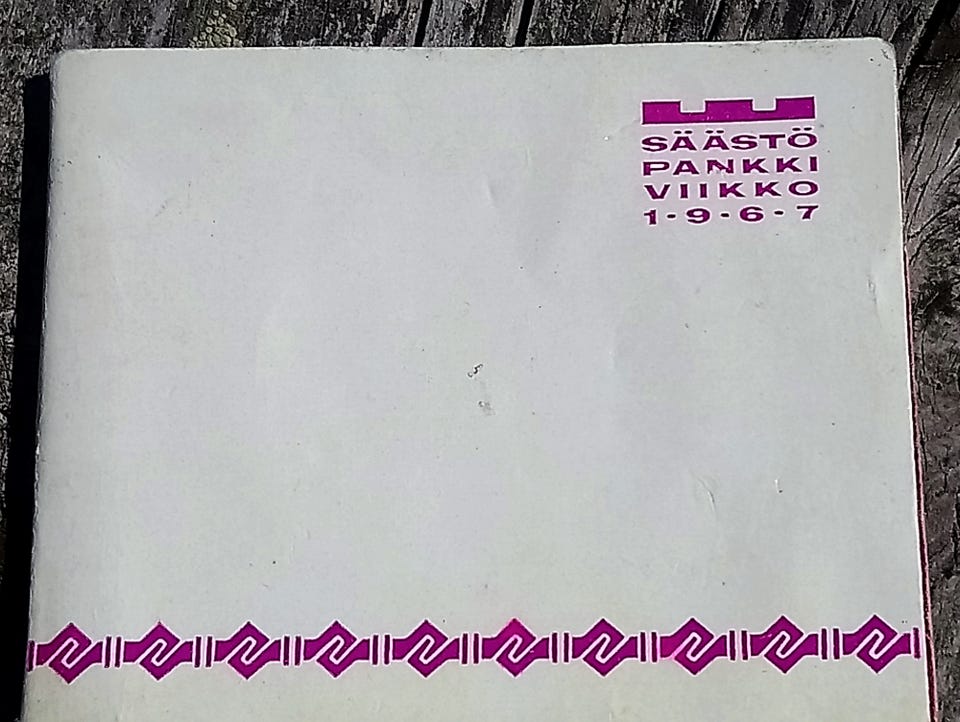 SÄÄSTÖ
PANKKI
VIIKKO
1·9·6·7